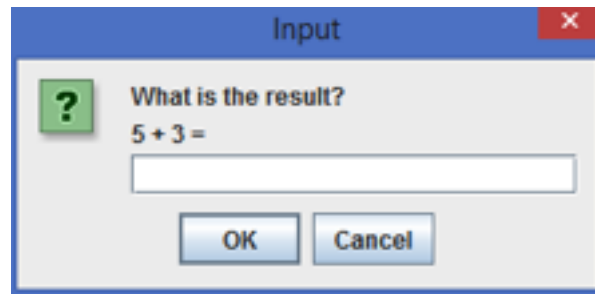 Input
x
?
What is the result?
5 + 3 =
OK Cancel